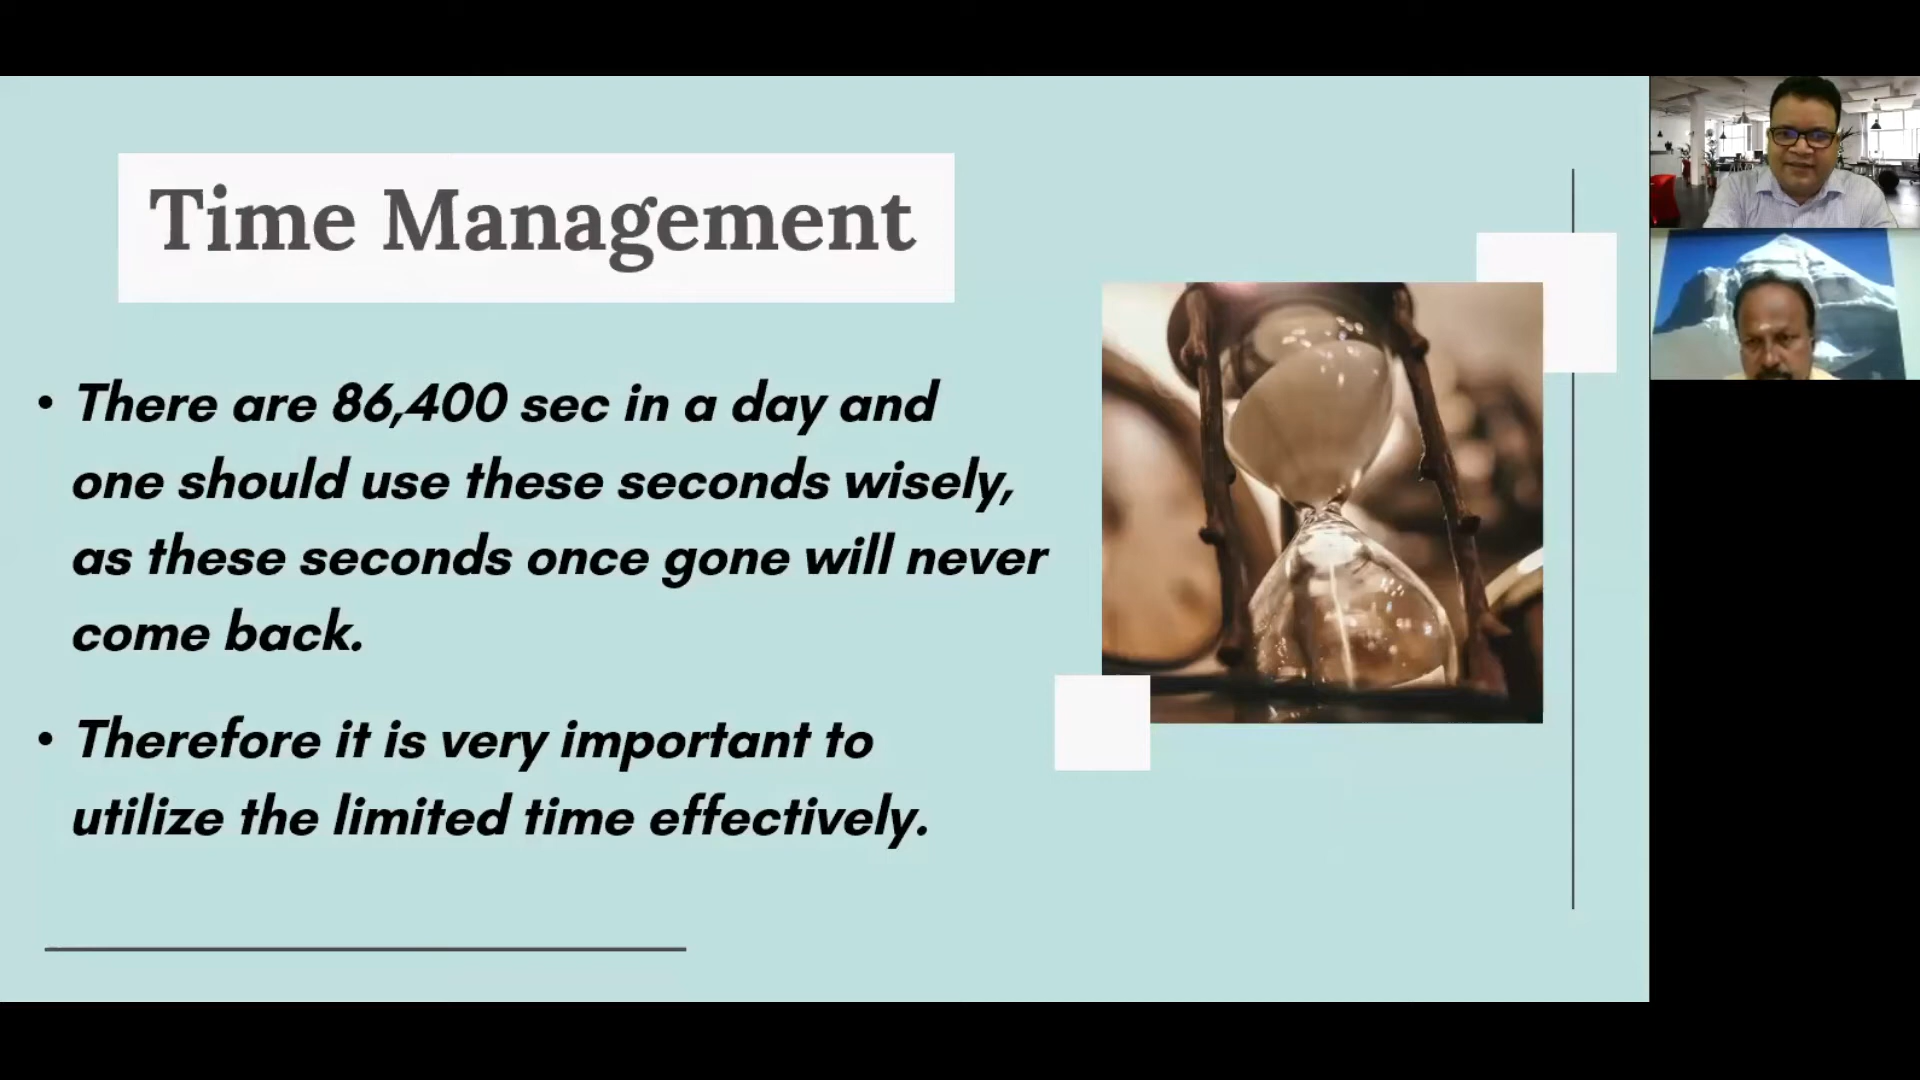 Time Management
• There are 86,400 sec in a day and
one should use these seconds wisely,
as these seconds once gone will never
come back.
• Therefore it is very important to
utilize the limited time effectively.